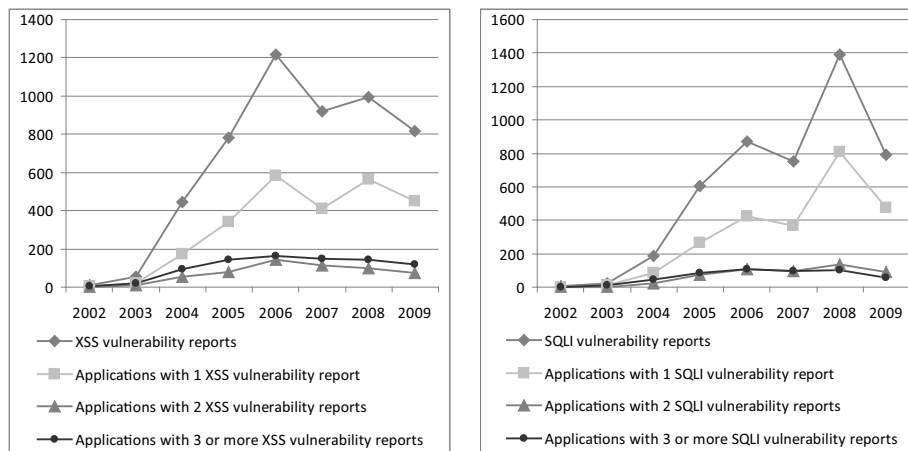 1400
1200
1000
800
600
400
200
0
2002 2003 2004 2005 2006 2007 2008 2009
XSS vulnerability reports
Applications with 1 XSS vulnerability report
Applications with 2 XSS vulnerability reports
Applications with 3 or more XSS vulnerability reports
1600
1400
1200
1000
800
600
400
200
0
2002 2003 2004 2005 2006 2007 2008 2009
SQLI vulnerability reports
Applications with 1 SQLI vulnerability report
Applications with 2 SQLI vulnerability reports
Applications with 3 or more SQLI vulnerability reports